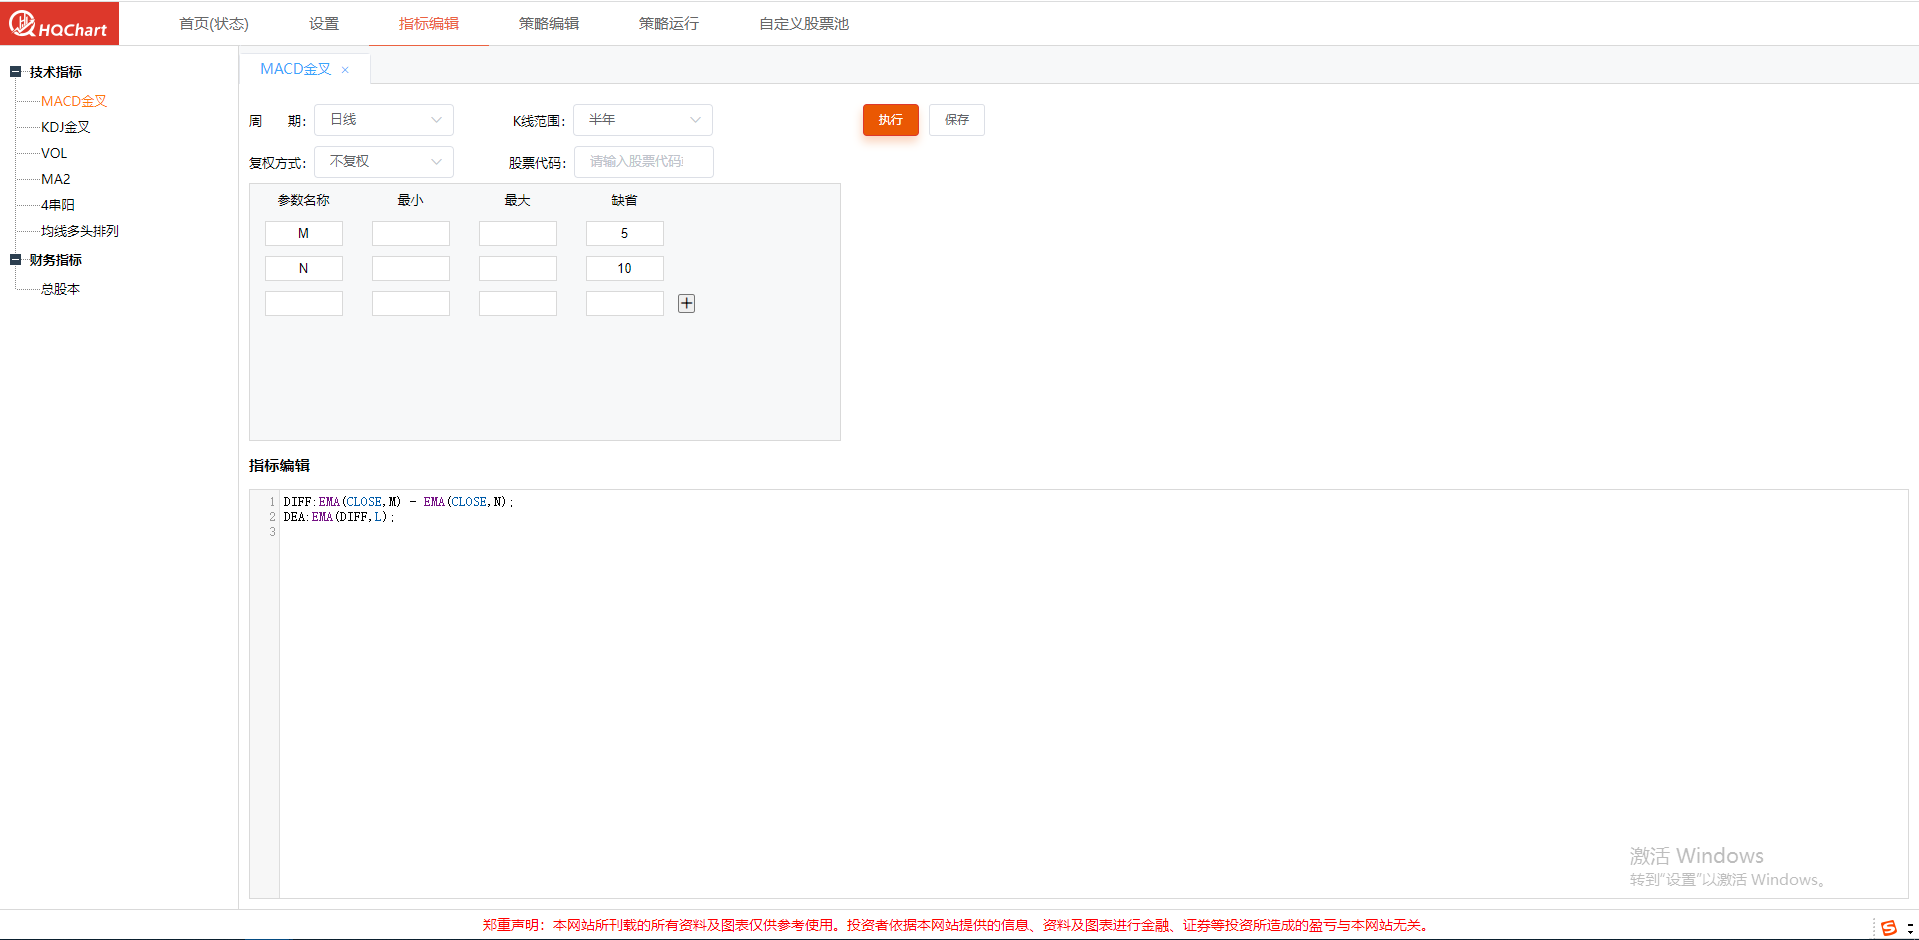 HQChart 首页(状态) 设置 指标编辑 策略编辑 策略运行 自定义股票池
技术指标
MACD金叉
KDJ金叉
VOL
MA2
4串阳
均线多头排列
财务指标
总股本
MACD金叉 ×
周 期: 日线 K线范围: 半年 执行 保存
复权方式: 不复权 股票代码: 请输入股票代码
参数名称 最小 最大 缺省
M 5
N 10
+
指标编辑
1 DIFF:EMA(CLOSE,M) - EMA(CLOSE,N);
2 DEA:EMA(DIFF,L);
3
激活 Windows
转到"设置"以激活 Windows。
郑重声明：本网站所刊载的所有资料及图表仅供参考使用。投资者依据本网站提供的信息、资料及图表进行金融、证券等投资所造成的盈亏与本网站无关。